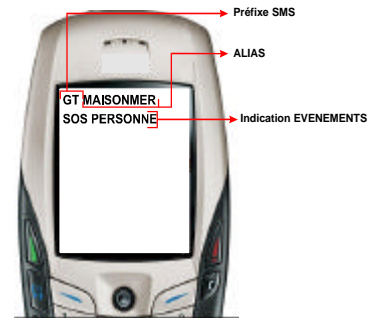 Préfixe SMS
ALIAS
GT MAISONMER
SOS PERSONNE
Indication EVENEMENTS